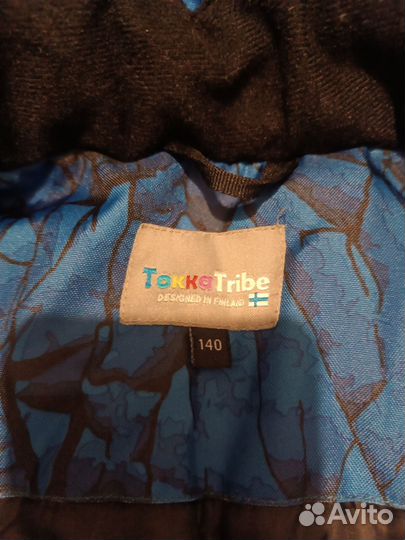 TokkaTribe
DESIGNED IN FINLAND
140
Avito